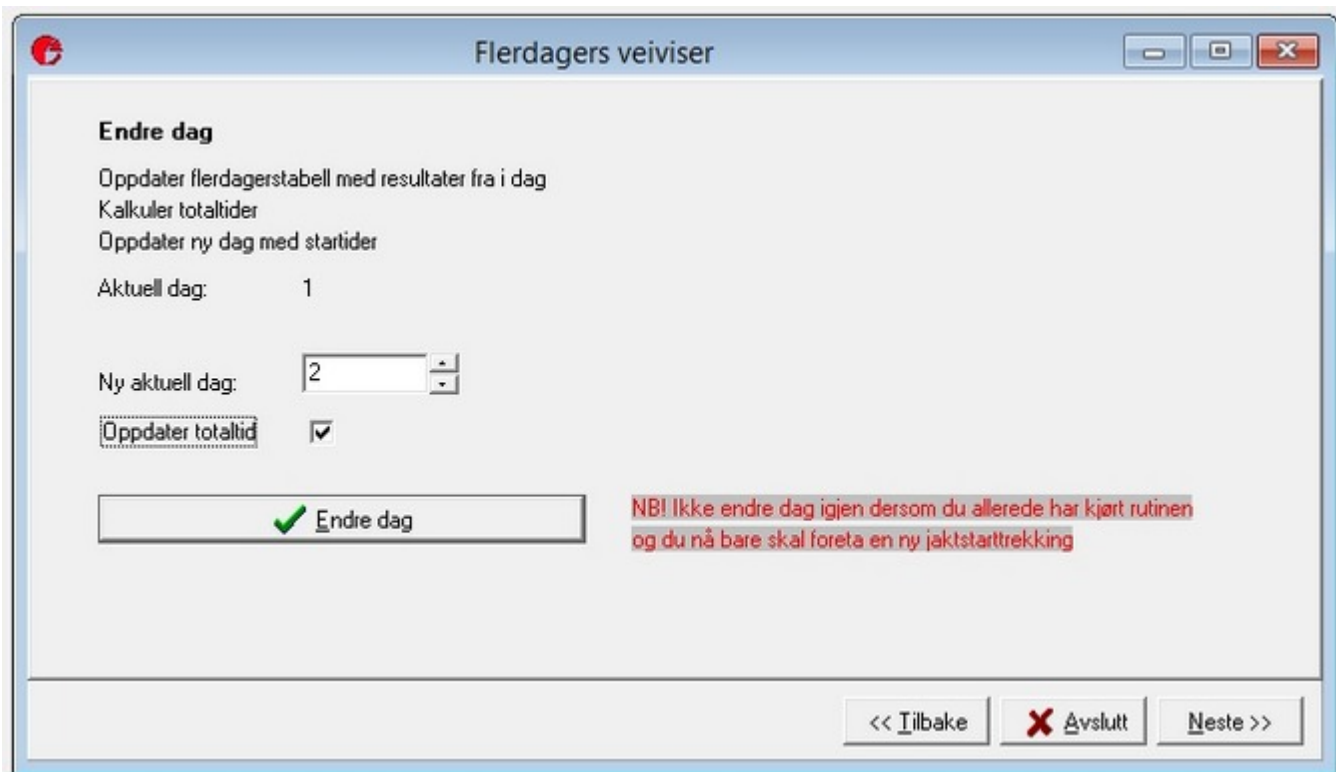 Flerdagers veiviser
Endre dag
Oppdater flerdagerstabell med resultater fra i dag
Kalkuler totaltider
Oppdater ny dag med startider
Aktuell dag: 1
Ny aktuell dag: 2
Oppdater totaltid
Endre dag
NB! Ikke endre dag igjen dersom du allerede har kjørt rutinen
og du nå bare skal foreta en ny jaktstarttrekking
<< Tilbake Avslutt Neste >>